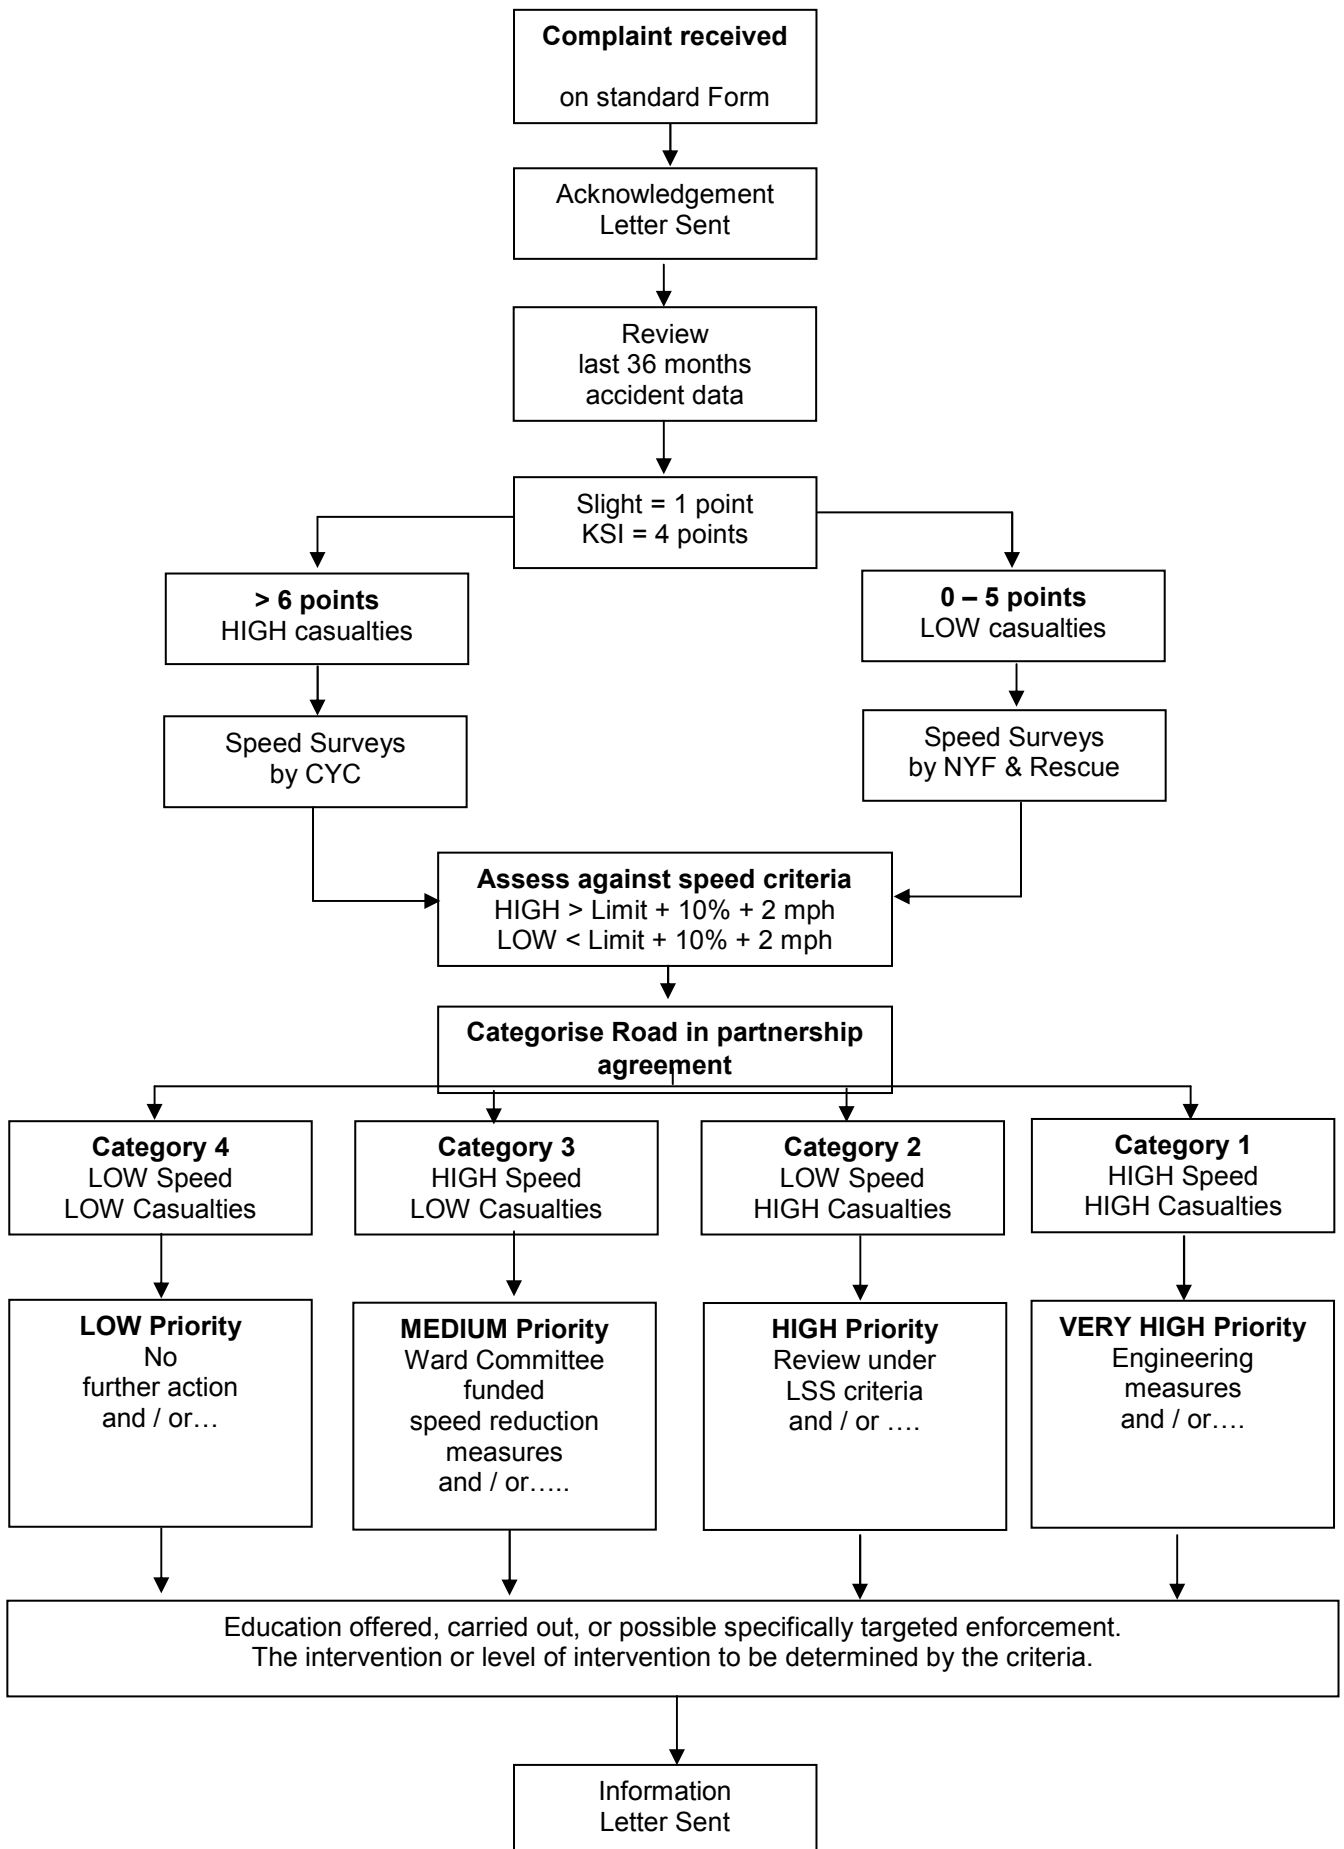 Complaint received
on standard Form
Acknowledgement
Letter Sent
Review
last 36 months
accident data
Slight = 1 point
KSI = 4 points
> 6 points
HIGH casualties
0 – 5 points
LOW casualties
Speed Surveys
by CYC
Speed Surveys
by NYF & Rescue
Assess against speed criteria
HIGH > Limit + 10% + 2 mph
LOW < Limit + 10% + 2 mph
Categorise Road in partnership
agreement
Category 4
LOW Speed
LOW Casualties
Category 3
HIGH Speed
LOW Casualties
Category 2
LOW Speed
HIGH Casualties
Category 1
HIGH Speed
HIGH Casualties
LOW Priority
No
further action
and / or…
MEDIUM Priority
Ward Committee
funded
speed reduction
measures
and / or…..
HIGH Priority
Review under
LSS criteria
and / or ….
VERY HIGH Priority
Engineering
measures
and / or….
Education offered, carried out, or possible specifically targeted enforcement.
The intervention or level of intervention to be determined by the criteria.
Information
Letter Sent